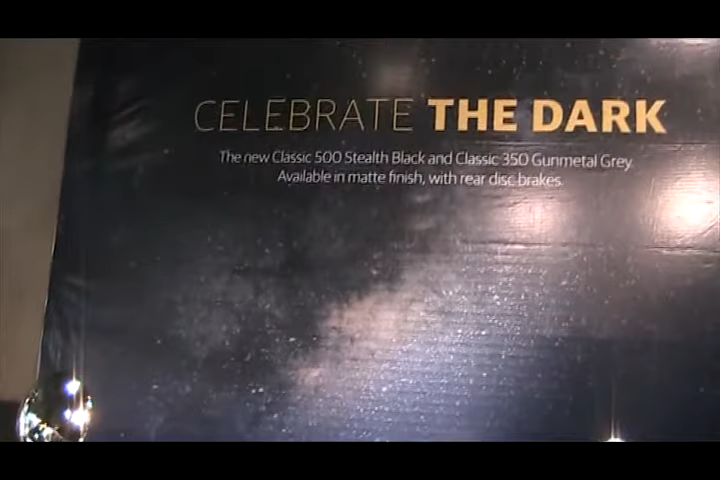 CELEBRATE THE DARK
The new Classic 500 Stealth Black and Classic 350 Gunmetal Grey.
Available in matte finish, with rear disc brakes.